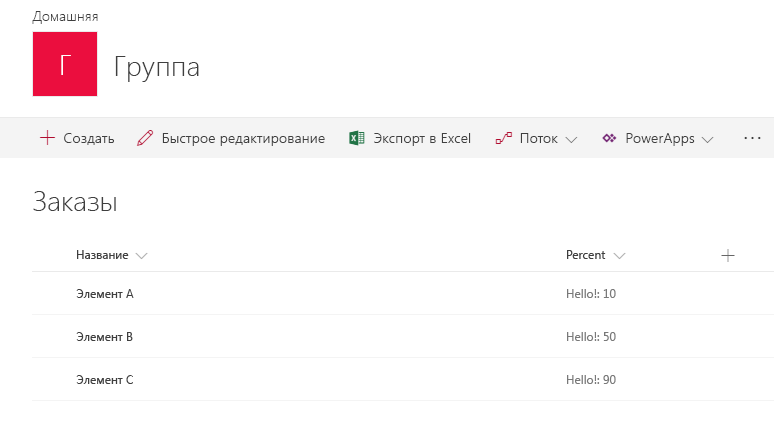 Домашняя
Г Группа
Создать Быстрое редактирование Экспорт в Excel Поток PowerApps ...
Заказы
Название Percent
Элемент A Hello!: 10
Элемент B Hello!: 50
Элемент C Hello!: 90